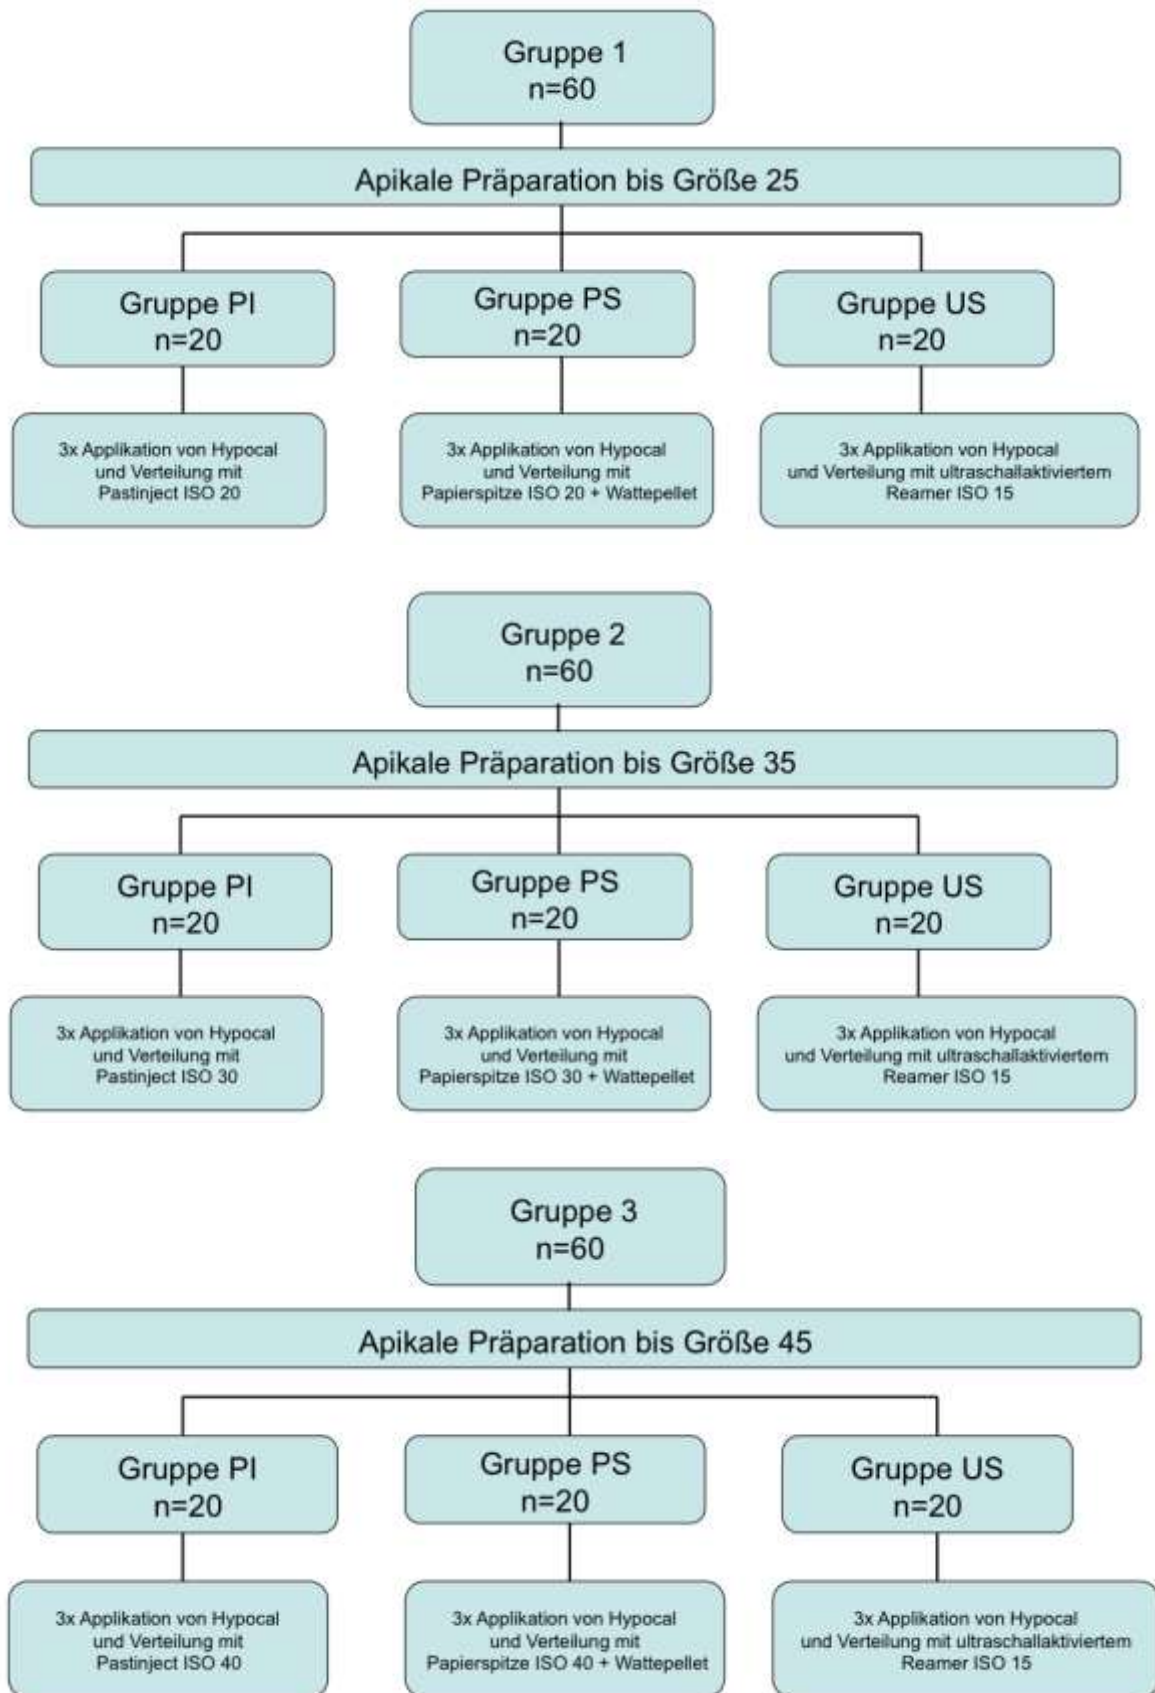 Gruppe 1
n=60
Apikale Präparation bis Größe 25
Gruppe PI
n=20
Gruppe PS
n=20
Gruppe US
n=20
3x Applikation von Hypocal
und Verteilung mit
Pastinject ISO 20
3x Applikation von Hypocal
und Verteilung mit
Papierspitze ISO 20 + Wattepellet
3x Applikation von Hypocal
und Verteilung mit ultraschallaktiviertem
Reamer ISO 15
Gruppe 2
n=60
Apikale Präparation bis Größe 35
Gruppe PI
n=20
Gruppe PS
n=20
Gruppe US
n=20
3x Applikation von Hypocal
und Verteilung mit
Pastinject ISO 30
3x Applikation von Hypocal
und Verteilung mit
Papierspitze ISO 30 + Wattepellet
3x Applikation von Hypocal
und Verteilung mit ultraschallaktiviertem
Reamer ISO 15
Gruppe 3
n=60
Apikale Präparation bis Größe 45
Gruppe PI
n=20
Gruppe PS
n=20
Gruppe US
n=20
3x Applikation von Hypocal
und Verteilung mit
Pastinject ISO 40
3x Applikation von Hypocal
und Verteilung mit
Papierspitze ISO 40 + Wattepellet
3x Applikation von Hypocal
und Verteilung mit ultraschallaktiviertem
Reamer ISO 15